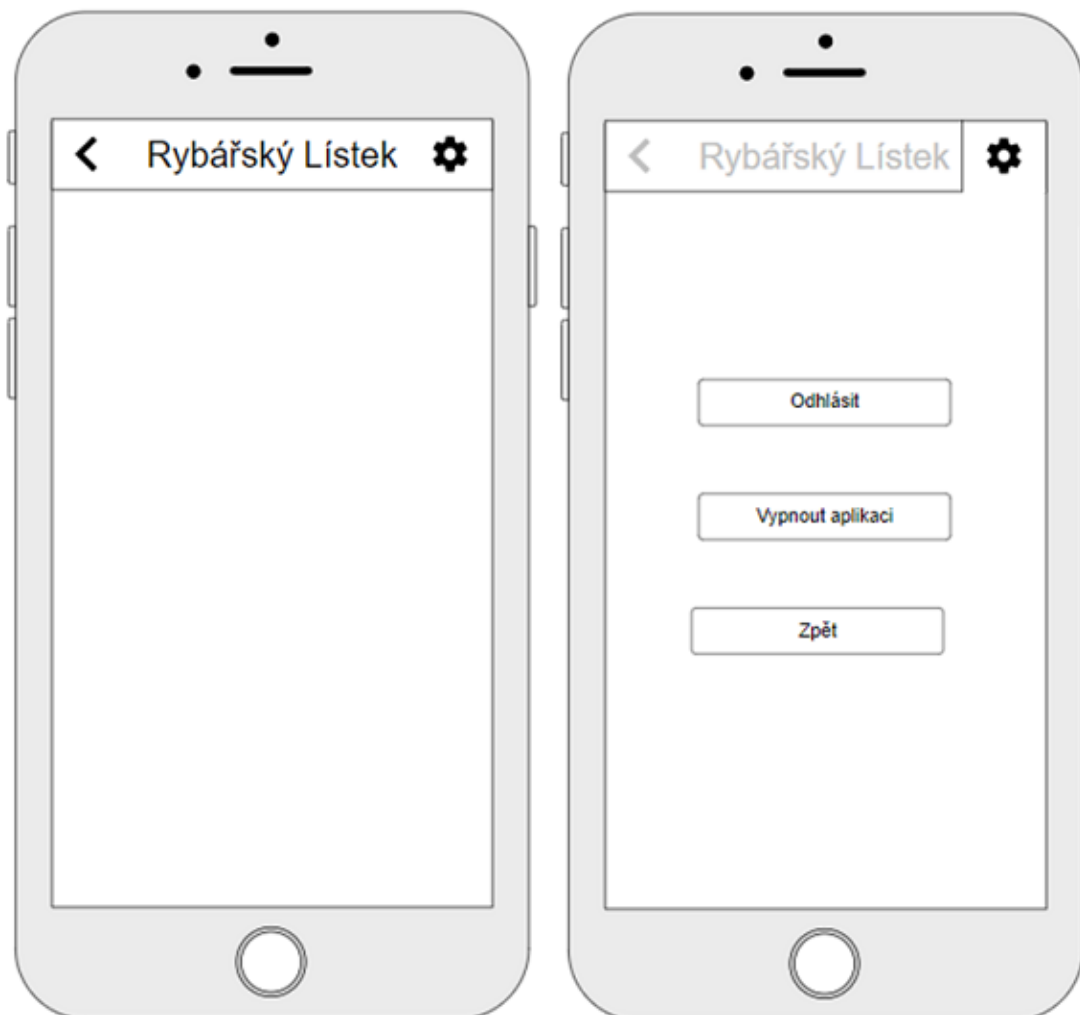 Rybářský Lístek
Rybářský Lístek
Odhlásit
Vypnout aplikaci
Zpět